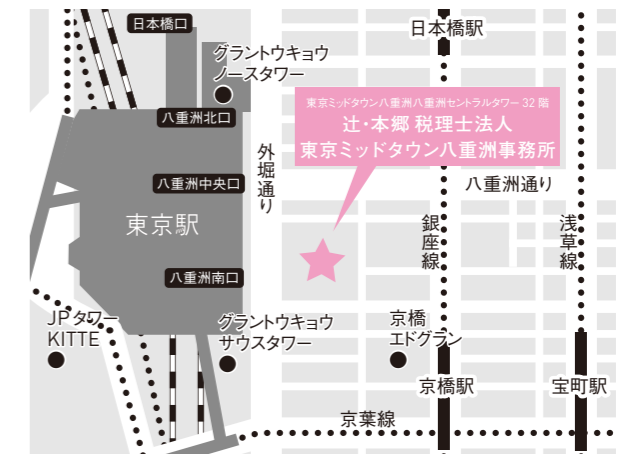 日本橋口
日本橋駅
グラントウキョウ
ノースタワー
東京ミッドタウン八重洲八重洲セントラルタワー 32 階
辻・本郷 税理士法人
東京ミッドタウン八重洲事務所
八重洲北口
外堀通り
八重洲中央口
八重洲通り
東京駅
銀座線
浅草線
八重洲南口
JPタワー
KITTE
グラントウキョウ
サウスタワー
京橋
エドグラン
京橋駅
宝町駅
京葉線